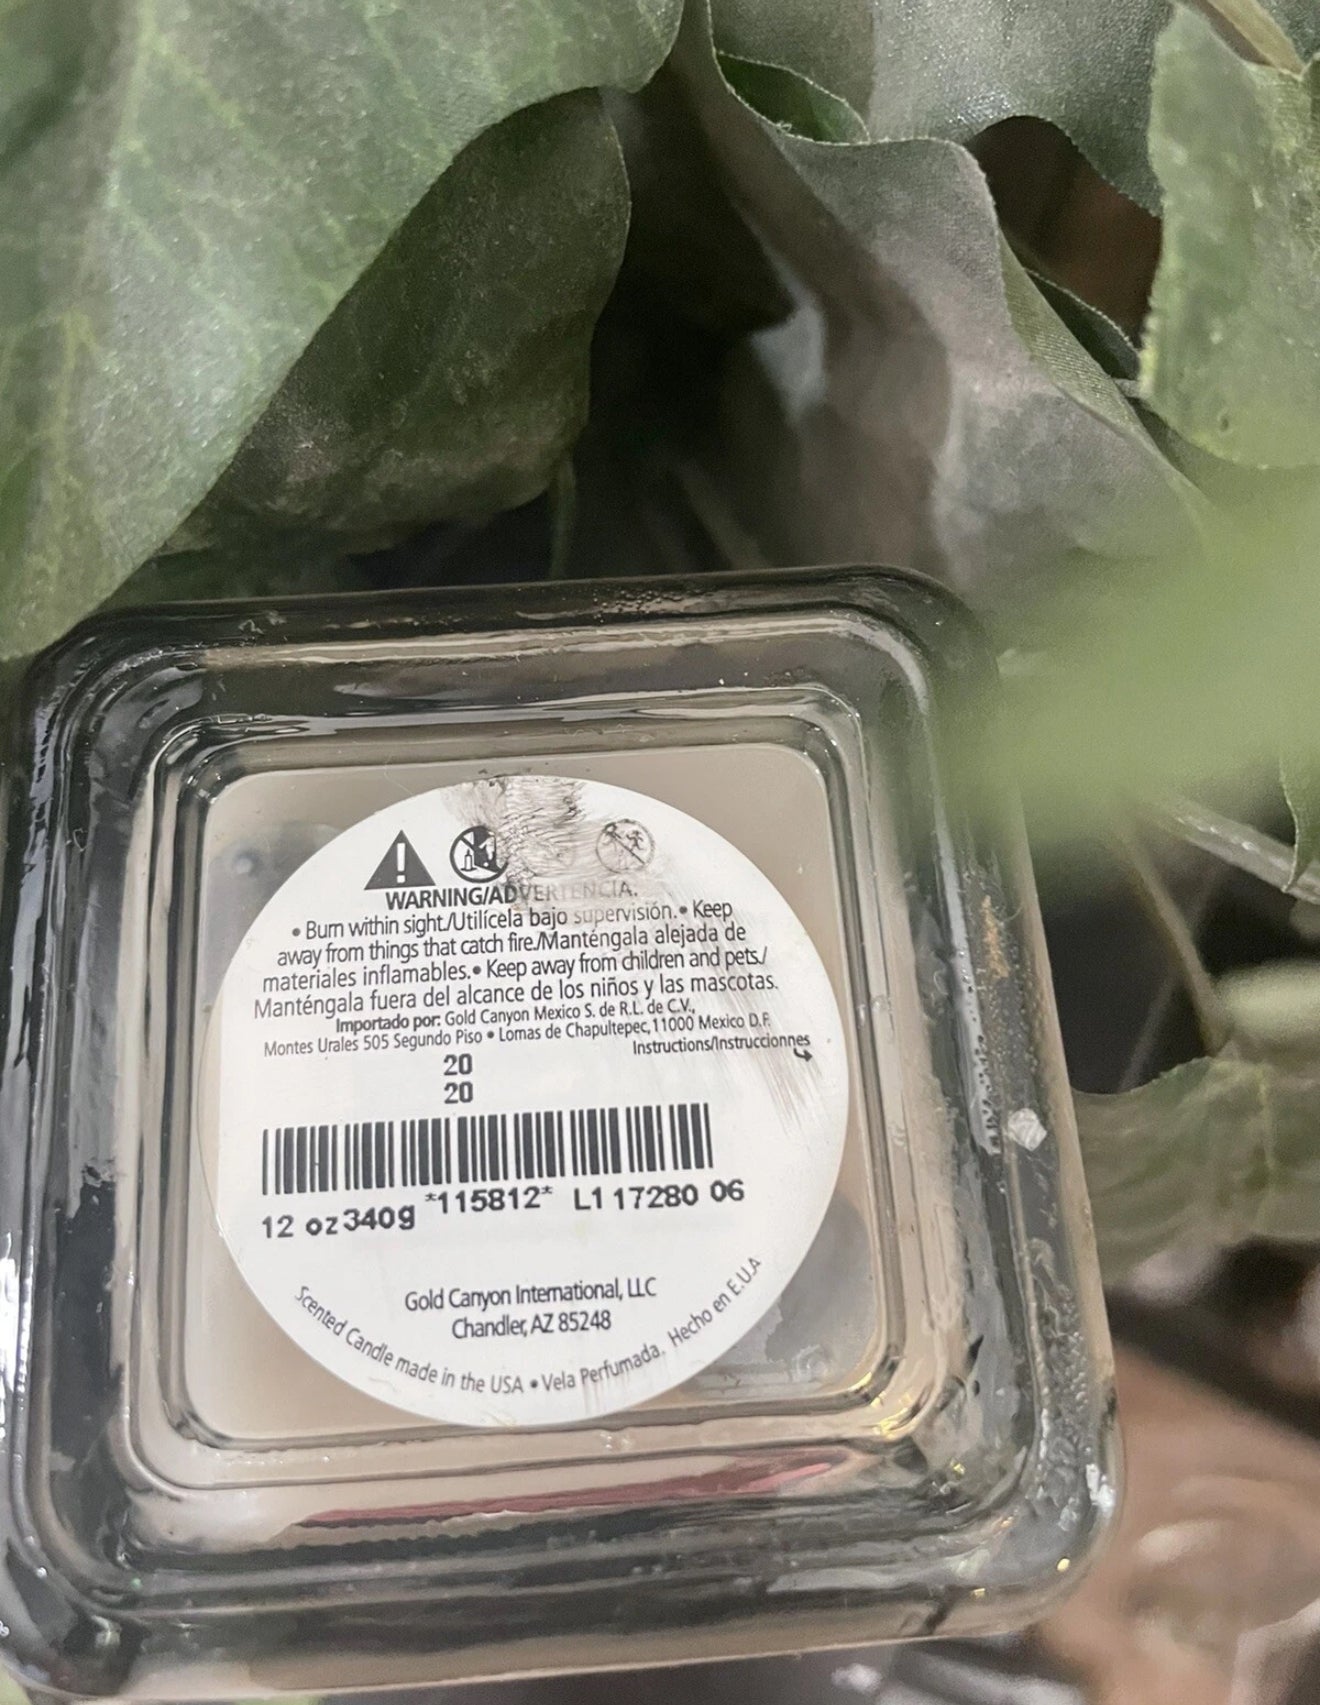 WARNING/ADVERTENCIA:
• Burn within sight./Utilícela bajo supervisión.• Keep
away from things that catch fire./Manténgala alejada de
materiales inflamables.• Keep away from children and pets./
Manténgala fuera del alcance de los niños y las mascotas.
Importado por: Gold Canyon Mexico S. de R.L. de C.V.,
Montes Urales 505 Segundo Piso • Lomas de Chapultepec, 11000 Mexico D.F.
Instructions/Instruccionnes
20
20
12 oz 340g *115812* L1 17280 06
Gold Canyon International, LLC
Chandler, AZ 85248
Scented Candle made in the USA • Vela Perfumada. Hecho en E.U.A